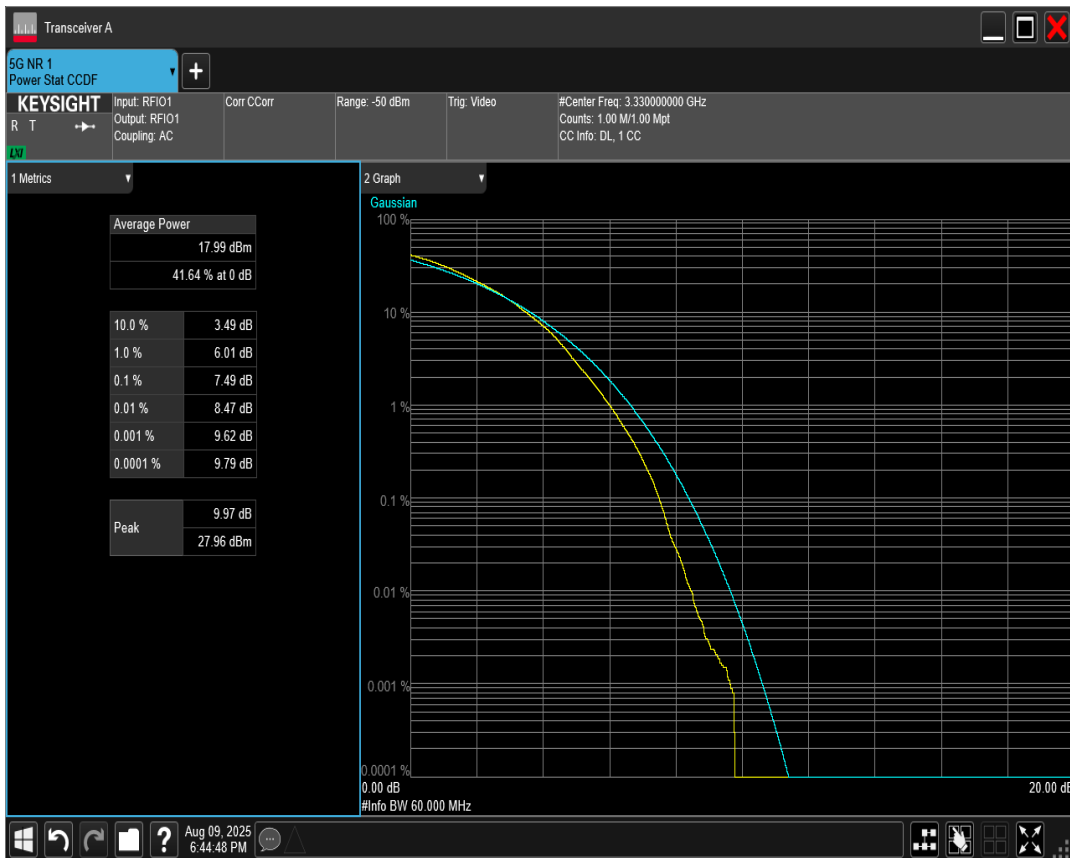 Transceiver A
5G NR 1
Power Stat CCDF
KEYSIGHT
R T
LXI
Input: RFIO1
Output: RFIO1
Coupling: AC
Corr CCorr
Range: -50 dBm
Trig: Video
#Center Freq: 3.330000000 GHz
Counts: 1.00 M/1.00 Mpt
CC Info: DL, 1 CC
1 Metrics
Average Power
17.99 dBm
41.64 % at 0 dB
10.0 % 3.49 dB
1.0 % 6.01 dB
0.1 % 7.49 dB
0.01 % 8.47 dB
0.001 % 9.62 dB
0.0001 % 9.79 dB
Peak
9.97 dB
27.96 dBm
2 Graph
Gaussian
100 %
10 %
1 %
0.1 %
0.01 %
0.001 %
0.0001 %
0.00 dB
20.00 dB
#Info BW 60.000 MHz
?
Aug 09, 2025
6:44:48 PM